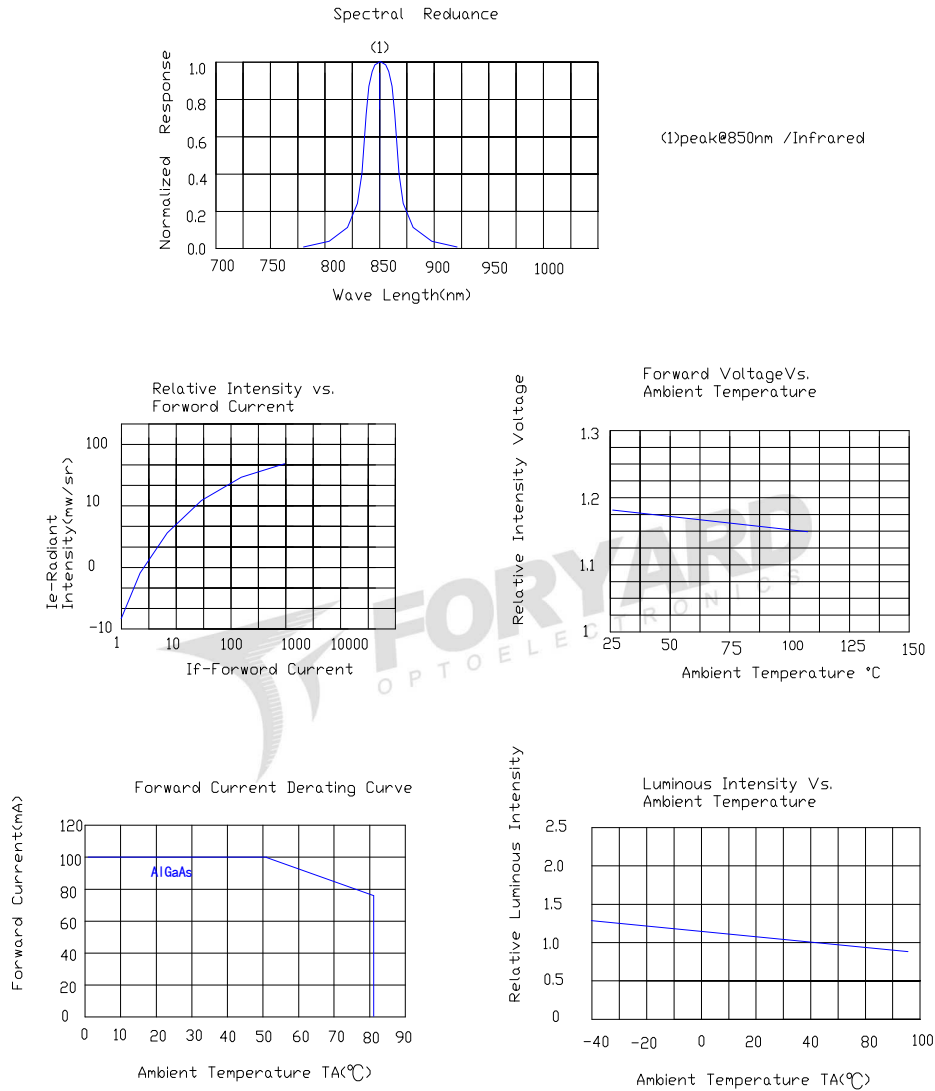 Spectral Reduance
(1)
Normalized Response
1.0
0.8
0.6
0.4
0.2
0.0
700 750 800 850 900 950 1000
Wave Length(nm)
(1)peak@850nm /Infrared
Relative Intensity vs.
Forword Current
Ie-Radiant
Intensity(mw/sr)
100
10
0
-10
1 10 100 1000 10000
If-Forword Current
Forward VoltageVs.
Ambient Temperature
Relative Intensity Voltage
1.3
1.2
1.1
1
25 50 75 100 125 150
Ambient Temperature °C
FORYARD
OPTOELECTRONICS
Forward Current Derating Curve
Forward Current(mA)
120
100
80
60
40
20
0
AlGaAs
0 10 20 30 40 50 60 70 80 90
Ambient Temperature TA(℃)
Luminous Intensity Vs.
Ambient Temperature
Relative Luminous Intensity
2.5
2.0
1.5
1.0
0.5
0
-40 -20 0 20 40 60 80 100
Ambient Temperature TA(℃)